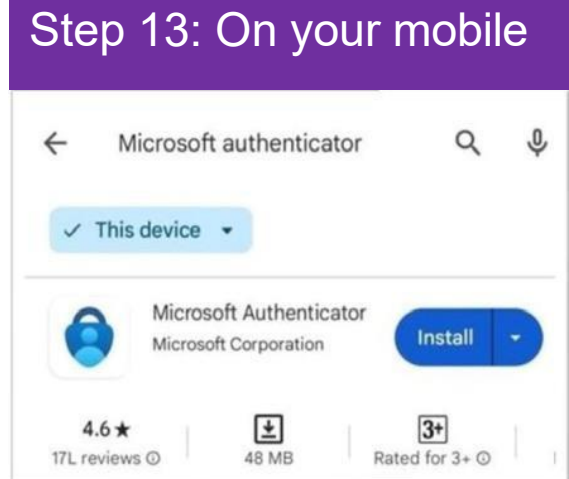 Step 13: On your mobile
Microsoft authenticator
This device
Microsoft Authenticator
Microsoft Corporation
Install
4.6★
17L reviews
48 MB
3+
Rated for 3+